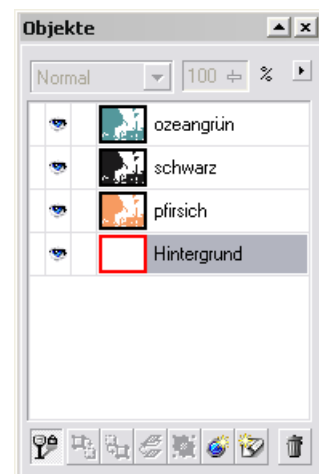 Objekte
Normal 100 %
ozeangrün
schwarz
pfirsich
Hintergrund